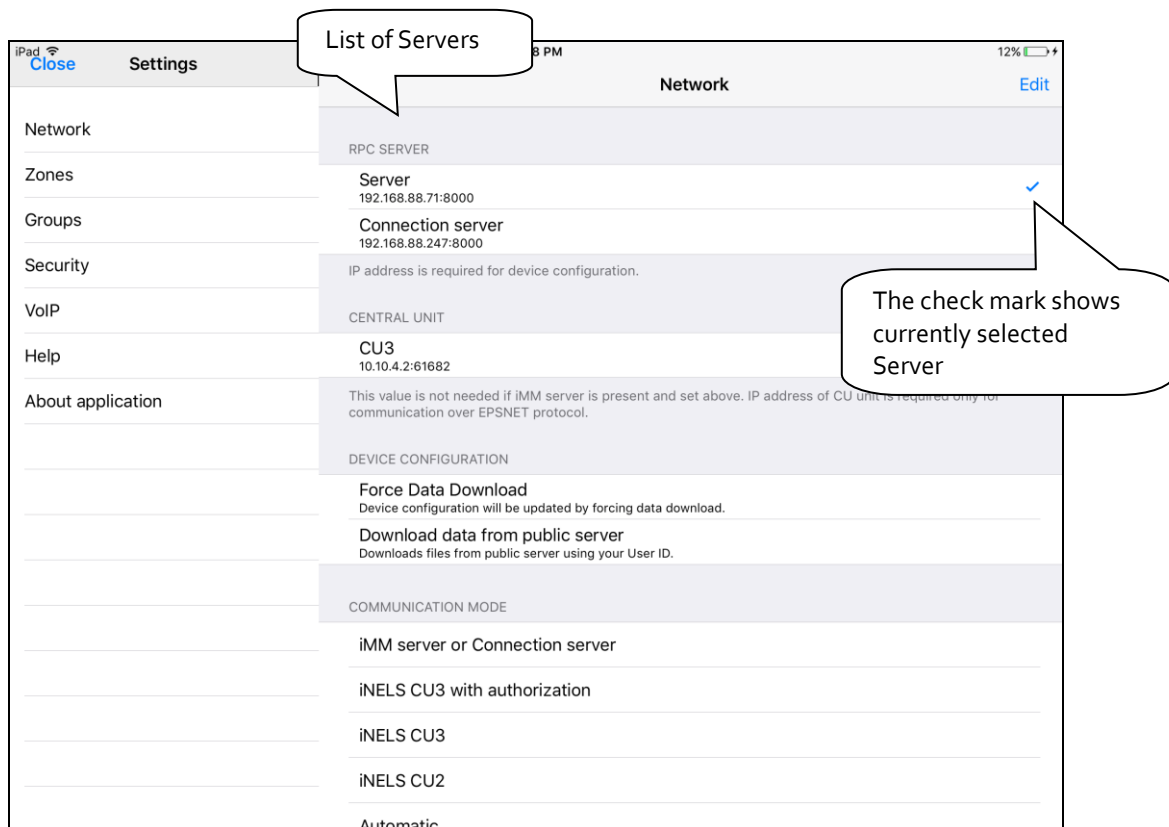 List of Servers
iPad 8 PM 12%
Close Settings
Network Edit
Network
Zones
Groups
Security
VoIP
Help
About application
RPC SERVER
Server
192.168.88.71:8000
Connection server
192.168.88.247:8000
IP address is required for device configuration.
The check mark shows
currently selected
Server
CENTRAL UNIT
CU3
10.10.4.2:61682
This value is not needed if iMM server is present and set above. IP address of CU unit is required only for
communication over EPSNET protocol.
DEVICE CONFIGURATION
Force Data Download
Device configuration will be updated by forcing data download.
Download data from public server
Downloads files from public server using your User ID.
COMMUNICATION MODE
iMM server or Connection server
iNELS CU3 with authorization
iNELS CU3
iNELS CU2
Automatic